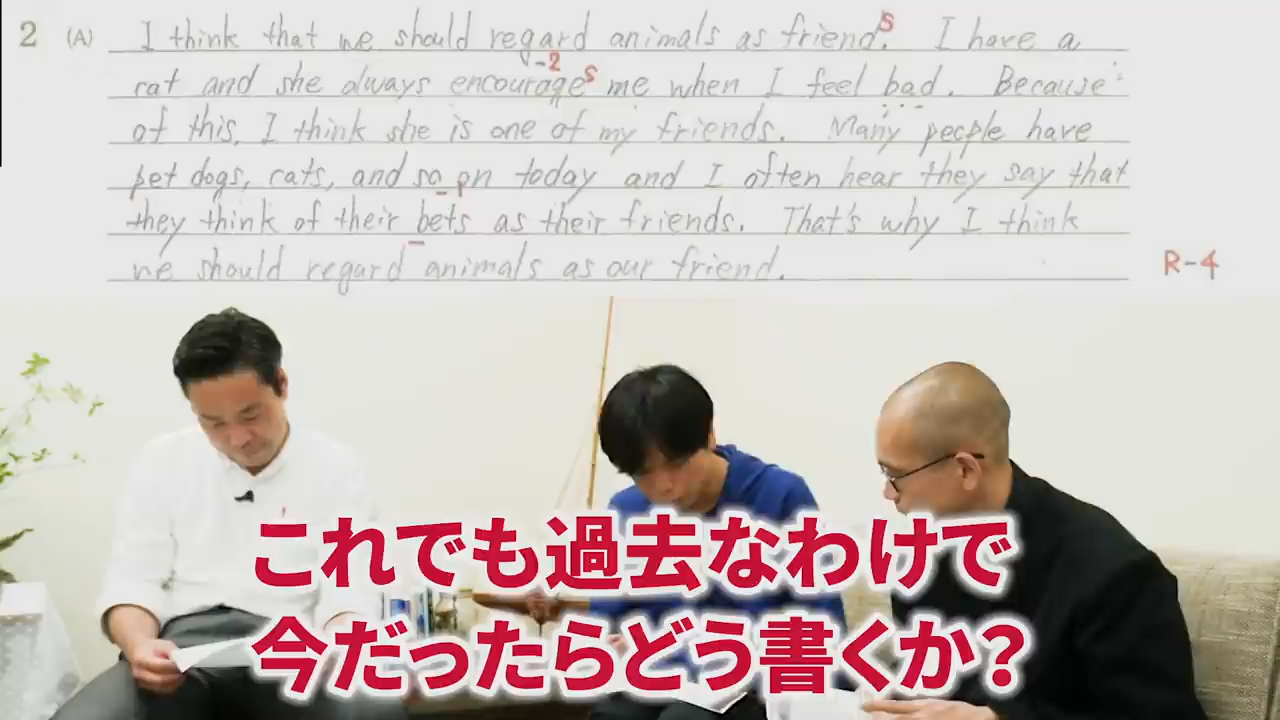 2 (A) I think that we should regard animals as friend.s I have a
cat and she always encourages me when I feel bad. Because
of this, I think she is one of my friends. Many people have
pet dogs, cats, and so on today and I often hear they say that
they think of their bets as their friends. That's why I think
we should regard animals as our friend.
R-4
これでも過去なわけで
今だったらどう書くか?